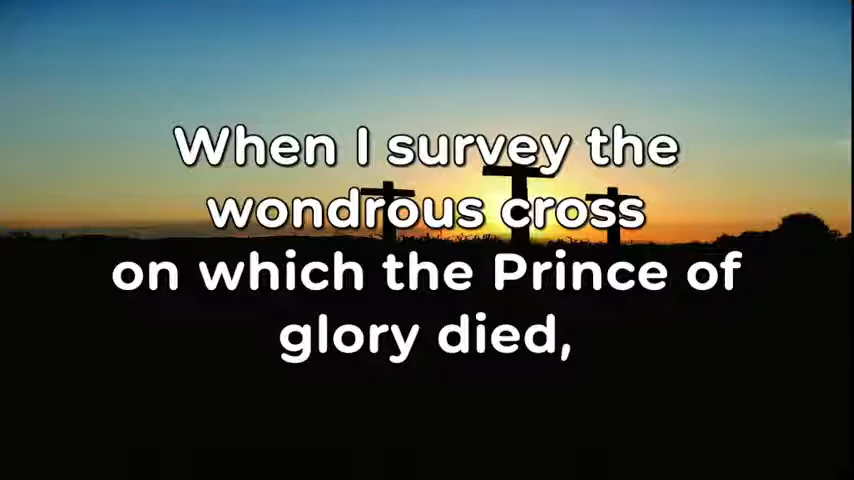 When I survey the
wondrous cross
on which the Prince of
glory died,